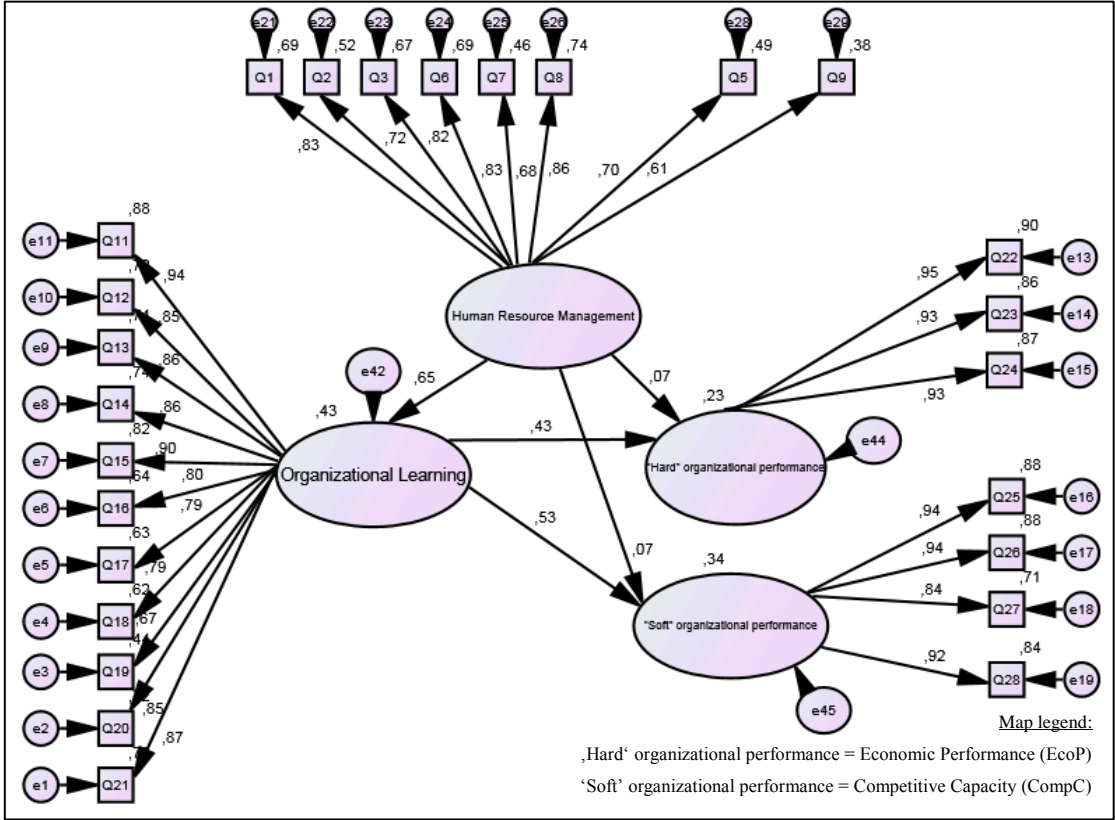 e21 e22 e23 e24 e25 e26 e28 e29
,69 ,52 ,67 ,69 ,46 ,74 ,49 ,38
Q1 Q2 Q3 Q6 Q7 Q8 Q5 Q9
,83 ,72 ,82 ,83 ,68 ,86 ,70 ,61
Human Resource Management
,65 ,07 ,07
,88
e11 Q11 ,94
e10 Q12 ,85
e9 Q13 ,86
,74
e8 Q14 ,86
,82
e7 Q15 ,90
,64
e6 Q16 ,80
,79
,63
e5 Q17 ,79
,62
e4 Q18 ,67
e3 Q19
e2 Q20 ,85
e1 Q21 ,87
e42
,43
Organizational Learning
,43
,53
,23
"Hard" organizational performance
e44
,90
,95 Q22 e13
,86
,93 Q23 e14
,87
,93 Q24 e15
,34
"Soft" organizational performance
e45
,88
,94 Q25 e16
,88
,94 Q26 e17
,71
,84 Q27 e18
,84
,92 Q28 e19
Map legend:
‚Hard‘ organizational performance = Economic Performance (EcoP)
‘Soft’ organizational performance = Competitive Capacity (CompC)